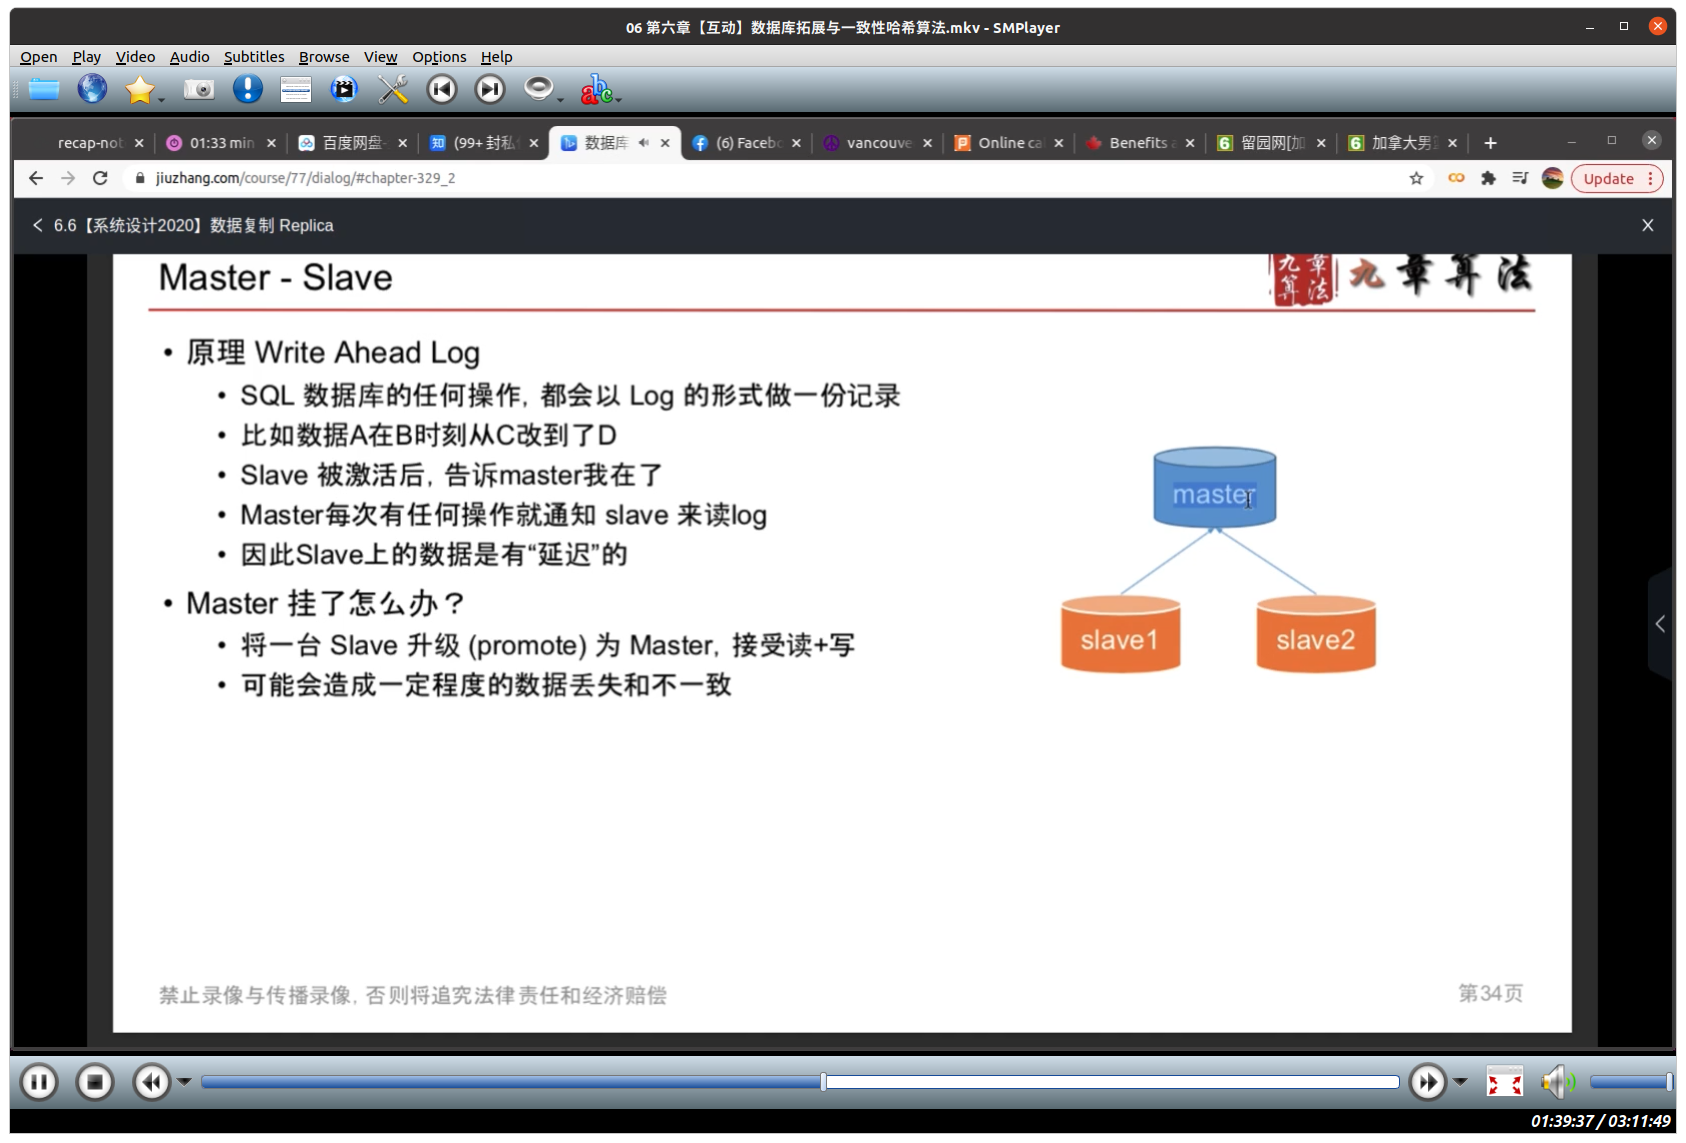 06 第六章【互动】数据库拓展与一致性哈希算法.mkv - SMPlayer
Open Play Video Audio Subtitles Browse View Options Help
recap-not 01:33 min 百度网盘- (99+ 封私 数据库 (6) Facebo vancouve Online ca Benefits a 留园网[加 加拿大男
jiuzhang.com/course/77/dialog/#chapter-329_2 Update
6.6【系统设计2020】数据复制 Replica
Master - Slave
九章算法 九章算法
• 原理 Write Ahead Log
• SQL 数据库的任何操作, 都会以 Log 的形式做一份记录
• 比如数据A在B时刻从C改到了D
• Slave 被激活后, 告诉master我在了
• Master每次有任何操作就通知 slave 来读log
• 因此Slave上的数据是有“延迟”的
• Master 挂了怎么办？
• 将一台 Slave 升级 (promote) 为 Master, 接受读+写
• 可能会造成一定程度的数据丢失和不一致
master
slave1 slave2
禁止录像与传播录像, 否则将追究法律责任和经济赔偿
第34页
01:39:37 / 03:11:49